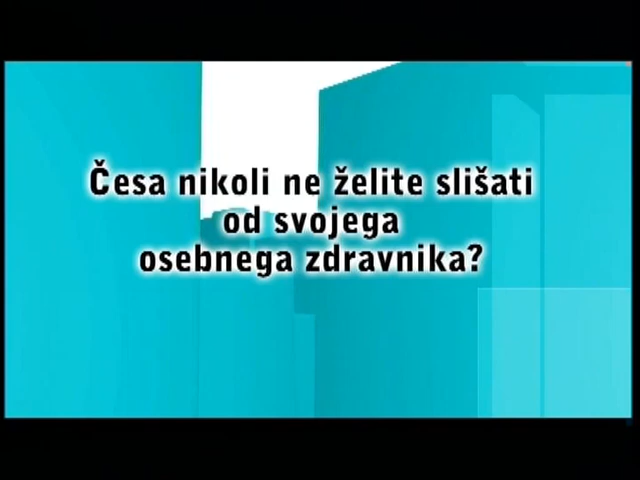 Česa nikoli ne želite slišati
od svojega
osebnega zdravnika?